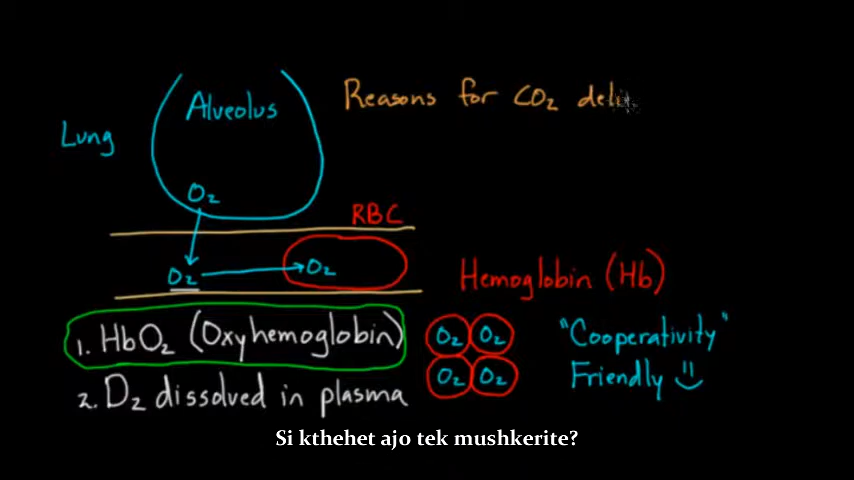 Reasons for CO₂ deli
Alveolus
Lung
O₂
RBC
O₂ O₂
Hemoglobin (Hb)
1. HbO₂ (Oxyhemoglobin)
O₂ O₂
"Cooperativity"
O₂ O₂
Friendly
2. O₂ dissolved in plasma
Si kthehet ajo tek mushkerite?